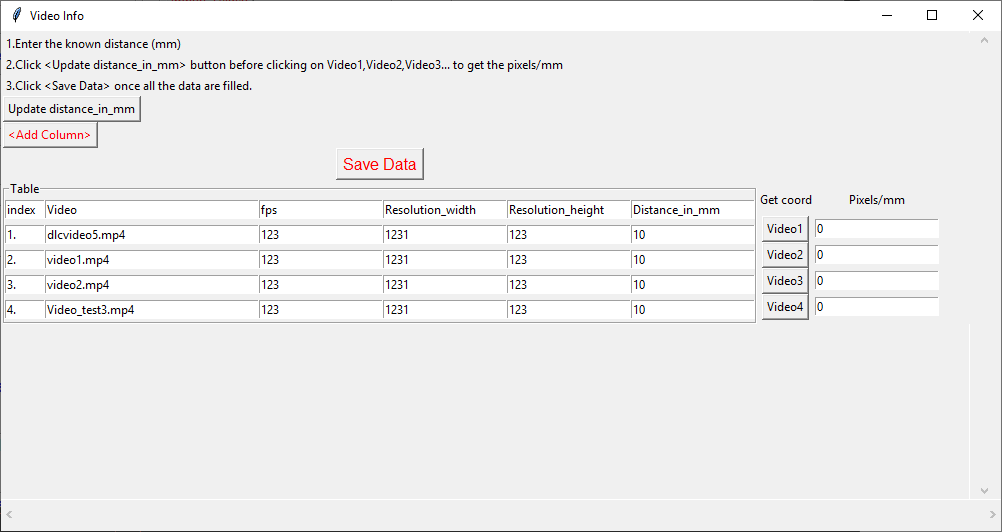 Video Info
1.Enter the known distance (mm)
2.Click <Update distance_in_mm> button before clicking on Video1,Video2,Video3... to get the pixels/mm
3.Click <Save Data> once all the data are filled.
Update distance_in_mm
<Add Column>
Save Data
Table
Get coord Pixels/mm
index Video fps Resolution_width Resolution_height Distance_in_mm
1. dlcvideo5.mp4 123 1231 123 10 Video1 0
2. video1.mp4 123 1231 123 10 Video2 0
3. video2.mp4 123 1231 123 10 Video3 0
4. Video_test3.mp4 123 1231 123 10 Video4 0